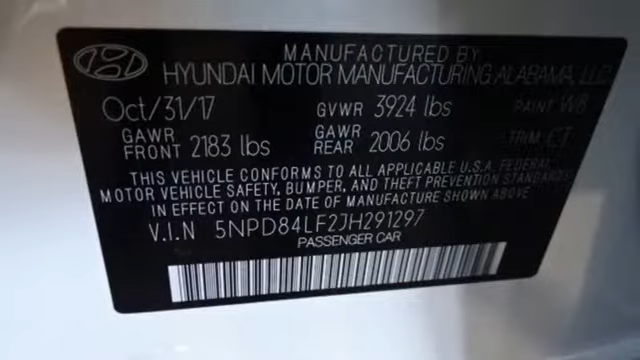 MANUFACTURED BY
HYUNDAI MOTOR MANUFACTURING ALABAMA, LLC
Oct/31/17 GVWR 3924 lbs PAINT W8
GAWR FRONT 2183 lbs GAWR REAR 2006 lbs TRIM CT
THIS VEHICLE CONFORMS TO ALL APPLICABLE U.S.A. FEDERAL
MOTOR VEHICLE SAFETY, BUMPER, AND THEFT PREVENTION STANDARDS
IN EFFECT ON THE DATE OF MANUFACTURE SHOWN ABOVE
V.I.N 5NPD84LF2JH291297
PASSENGER CAR